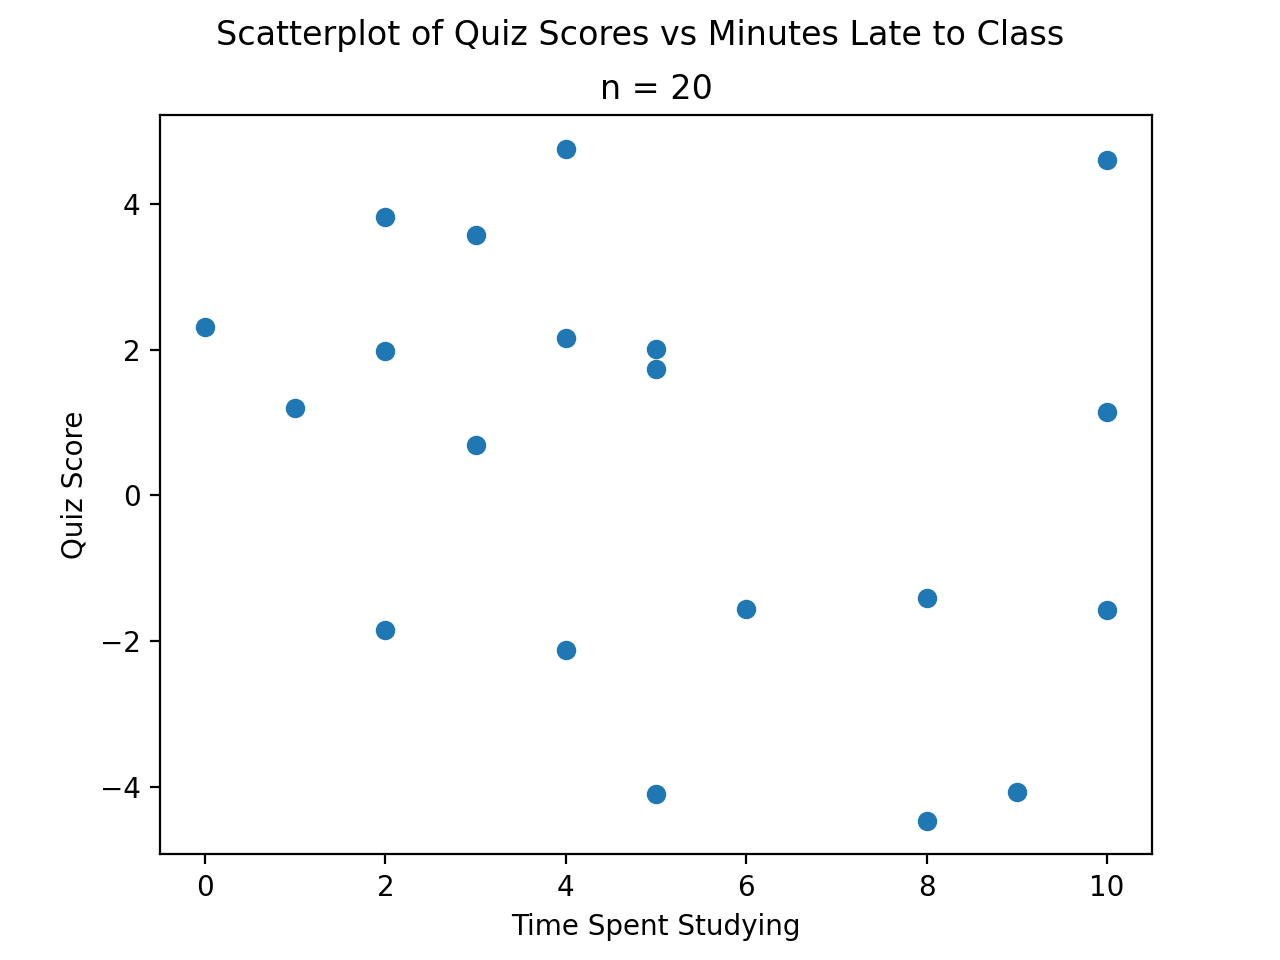 Scatterplot of Quiz Scores vs Minutes Late to Class
n = 20
4
2
0
−2
−4
Quiz Score
0 2 4 6 8 10
Time Spent Studying